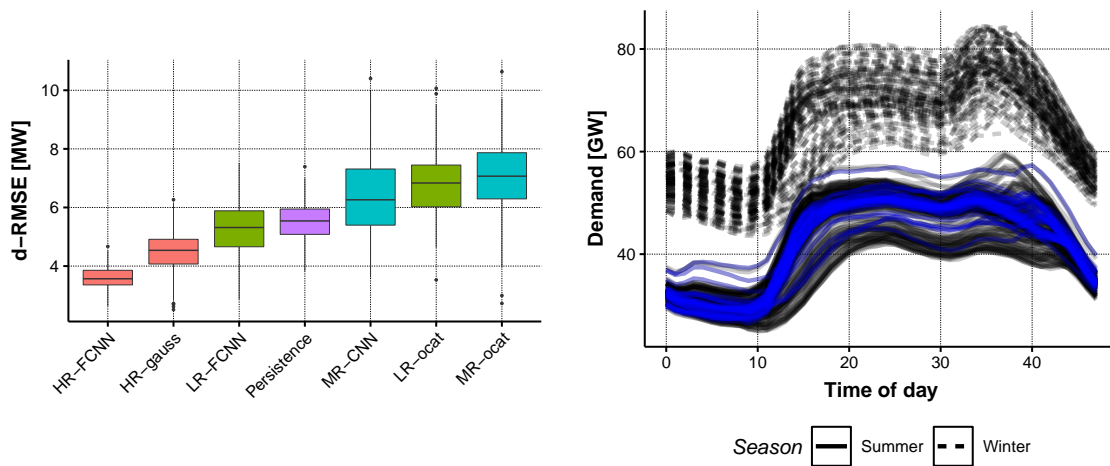 d−RMSE [MW]
10
8
6
4
HR−FCNN
HR−gauss
LR−FCNN
Persistence
MR−CNN
LR−ocat
MR−ocat
Demand [GW]
80
60
40
0 10 20 30 40
Time of day
Season Summer Winter